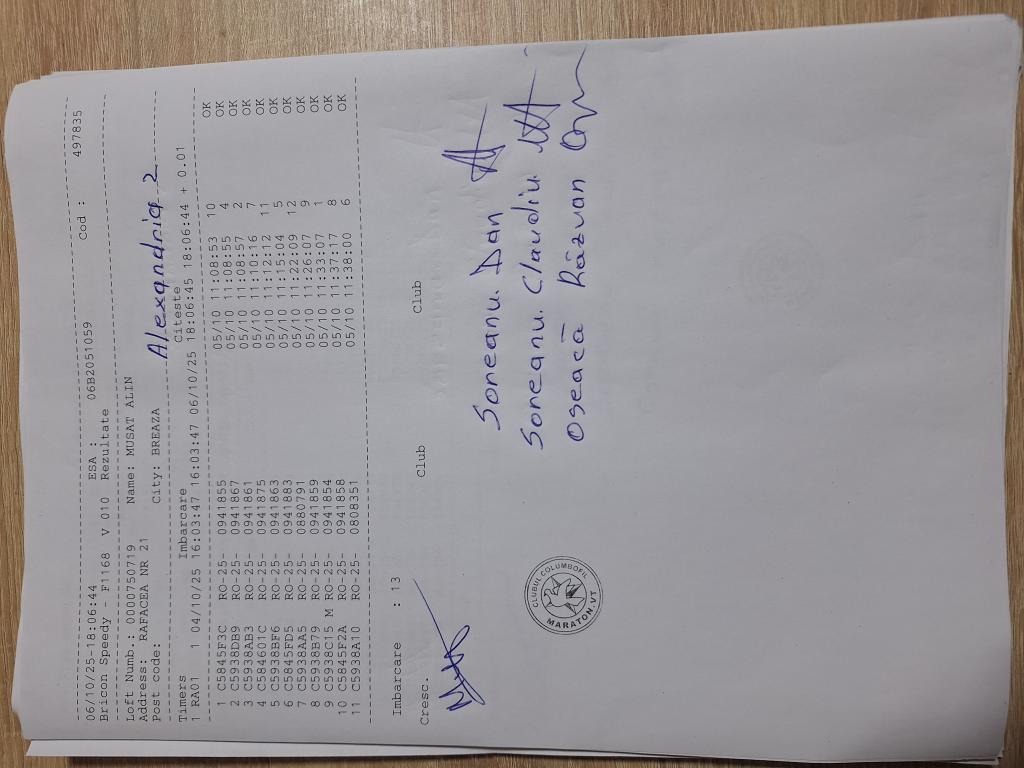 06/10/25-18:06:44 ESA : 06B2051059 Cod : 497835
Bricon Speedy - F1168 V 010 Rezultate
Loft Numb.: 0000750719 Name: MUSAT ALIN
Address: RAFACEA NR 21
Post code: City: BREAZA
Alexandria 2
Timers Imbarcare Citeste
1 RA01 1 04/10/25 16:03:47 16:03:47 06/10/25 18:06:45 18:06:44 + 0.01
1 C5845F3C RO-25- 0941855 05/10 11:08:53 10 OK
2 C5938DB9 RO-25- 0941867 05/10 11:08:55 4 OK
3 C5938AB3 RO-25- 0941861 05/10 11:08:57 2 OK
4 C584601C RO-25- 0941875 05/10 11:10:16 7 OK
5 C5938BF6 RO-25- 0941863 05/10 11:12:12 11 OK
6 C5845FD5 RO-25- 0941883 05/10 11:15:04 5 OK
7 C5938AA5 RO-25- 0880791 05/10 11:22:09 12 OK
8 C5938B79 RO-25- 0941859 05/10 11:26:07 9 OK
9 C5938C15 M RO-25- 0941854 05/10 11:33:07 1 OK
10 C5845F2A RO-25- 0941858 05/10 11:37:17 8 OK
11 C5938A10 RO-25- 0808351 05/10 11:38:00 6 OK
Imbarcare : 13
Cresc. Club Club
Soneanu Dan
Soneanu Claudiu
Oseacă Răzvan
CLUBUL COLUMBOFIL
MARATON VT